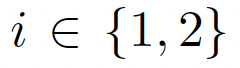 i ∈ {1, 2}